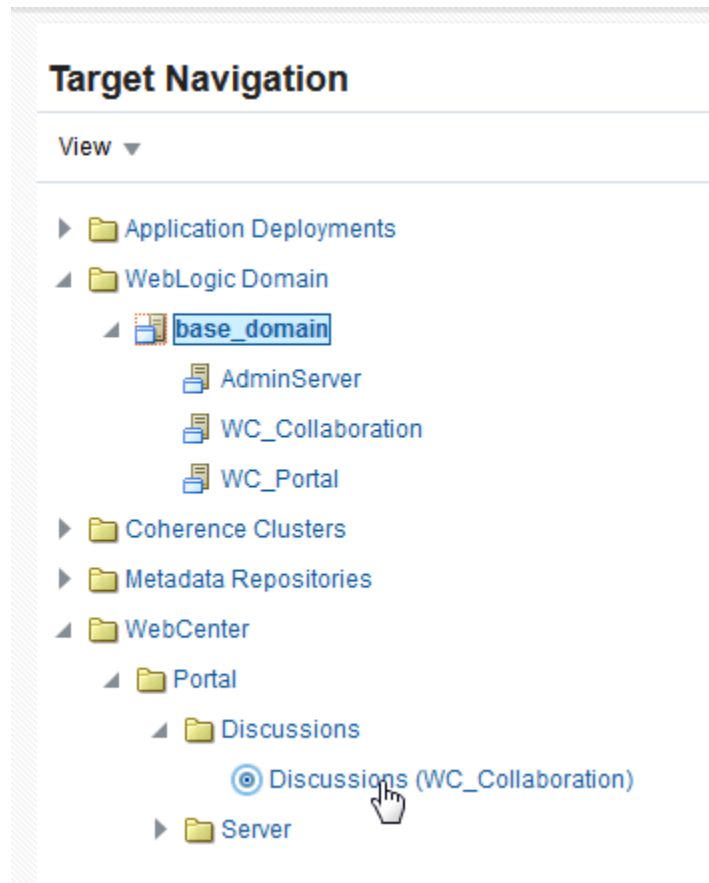 Target Navigation
View
Application Deployments
WebLogic Domain
base_domain
AdminServer
WC_Collaboration
WC_Portal
Coherence Clusters
Metadata Repositories
WebCenter
Portal
Discussions
Discussions (WC_Collaboration)
Server